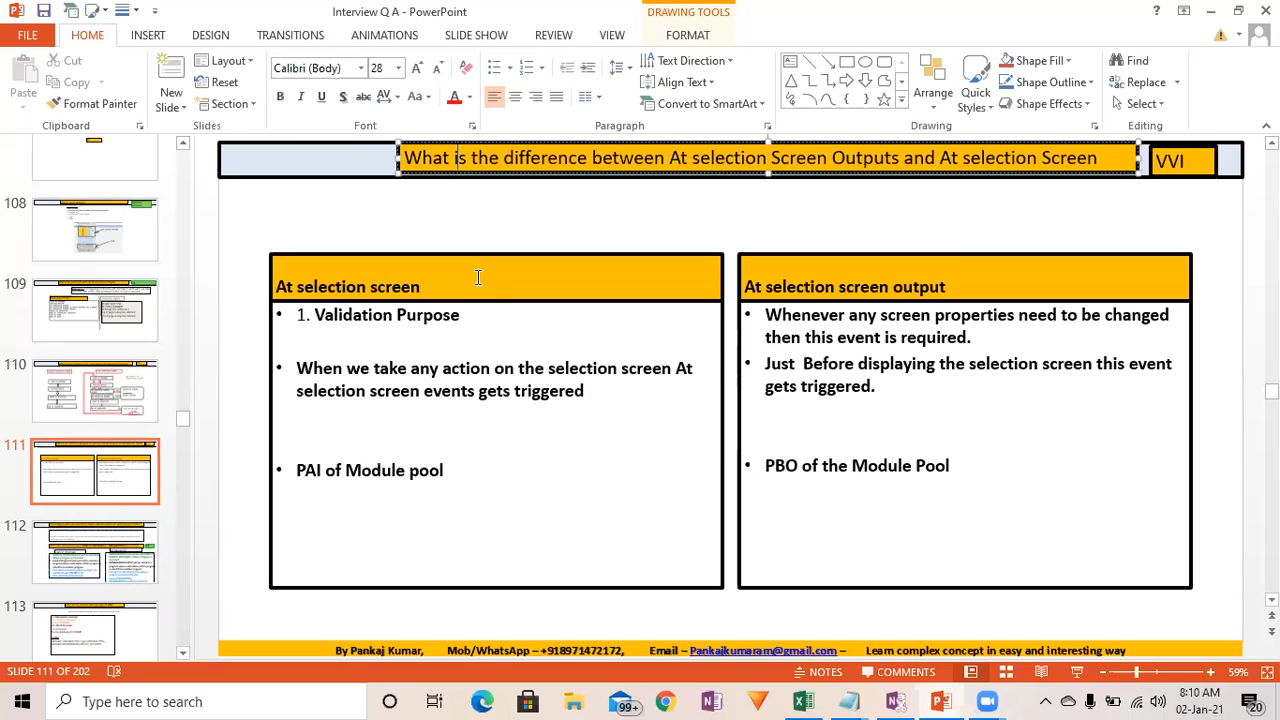 Interview Q A - PowerPoint
DRAWING TOOLS
?
FILE
HOME
INSERT
DESIGN
TRANSITIONS
ANIMATIONS
SLIDE SHOW
REVIEW
VIEW
FORMAT
Paste
Cut
Copy
Format Painter
Clipboard
New Slide
Layout
Reset
Section
Slides
Calibri (Body)
28
B I U S abc AV Aa A
Font
Text Direction
Align Text
Convert to SmartArt
Paragraph
Arrange
Quick Styles
Shape Fill
Shape Outline
Shape Effects
Drawing
Find
Replace
Select
Editing
108
109
110
111
112
113
What is the difference between At selection Screen Outputs and At selection Screen
VVI
At selection screen
• 1. Validation Purpose
• When we take any action on the selection screen At
selection screen events gets triggered
• PAI of Module pool
At selection screen output
• Whenever any screen properties need to be changed
then this event is required.
• Just Before displaying the selection screen this event
gets triggered.
• PBO of the Module Pool
By Pankaj Kumar, Mob/WhatsApp – +918971472172, Email – Pankajkumaram@gmail.com – Learn complex concept in easy and interesting way
SLIDE 111 OF 202
NOTES
COMMENTS
59%
Type here to search
99+
8:10 AM
02-Jan-21
20